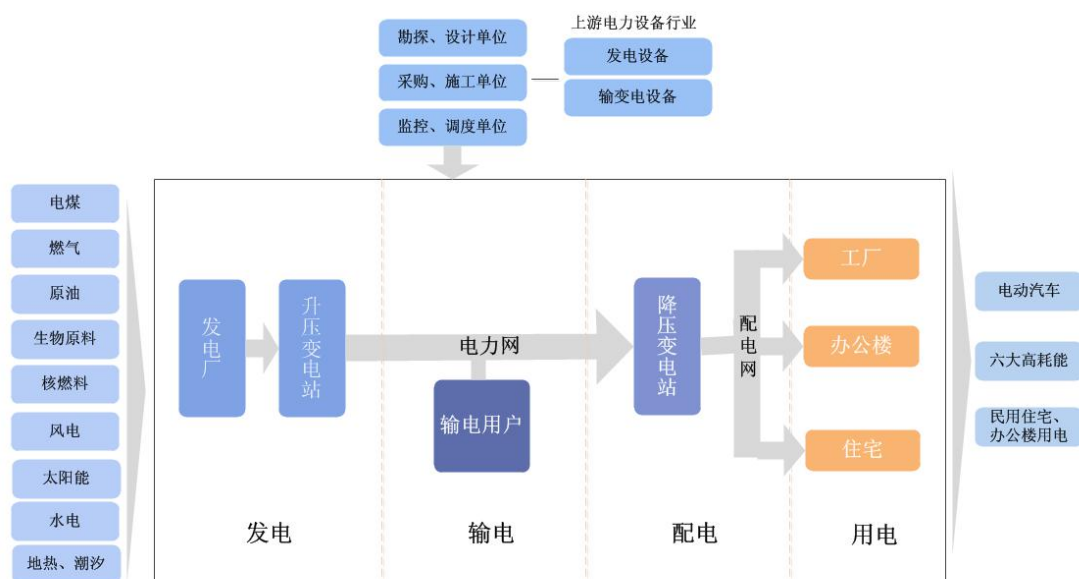 上游电力设备行业
勘探、设计单位
采购、施工单位
监控、调度单位
发电设备
输变电设备
电煤
燃气
原油
生物原料
核燃料
风电
太阳能
水电
地热、潮汐
发电厂
升压变电站
电力网
输电用户
降压变电站
配电网
工厂
办公楼
住宅
发电
输电
配电
用电
电动汽车
六大高耗能
民用住宅、
办公楼用电